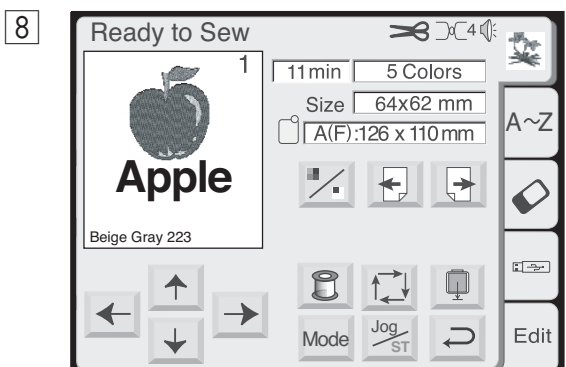 8
Ready to Sew
4
1
11min
5 Colors
Size
64x62 mm
A(F):126 x 110mm
A~Z
Apple
Beige Gray 223
Mode
Jog
ST
Edit